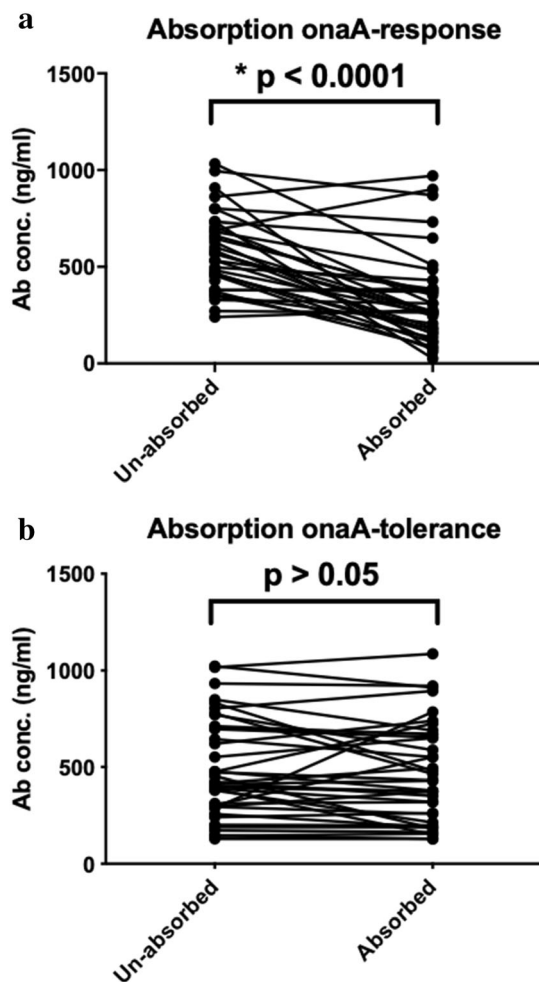 a
Absorption onaA-response
* p < 0.0001
1500
1000
500
0
Ab conc. (ng/ml)
Un-absorbed
Absorbed
b
Absorption onaA-tolerance
p > 0.05
1500
1000
500
0
Ab conc. (ng/ml)
Un-absorbed
Absorbed